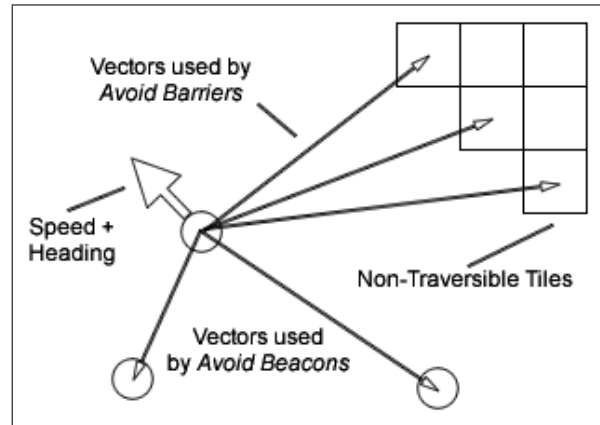 Vectors used by
Avoid Barriers
Speed +
Heading
Non-Traversible Tiles
Vectors used
by Avoid Beacons